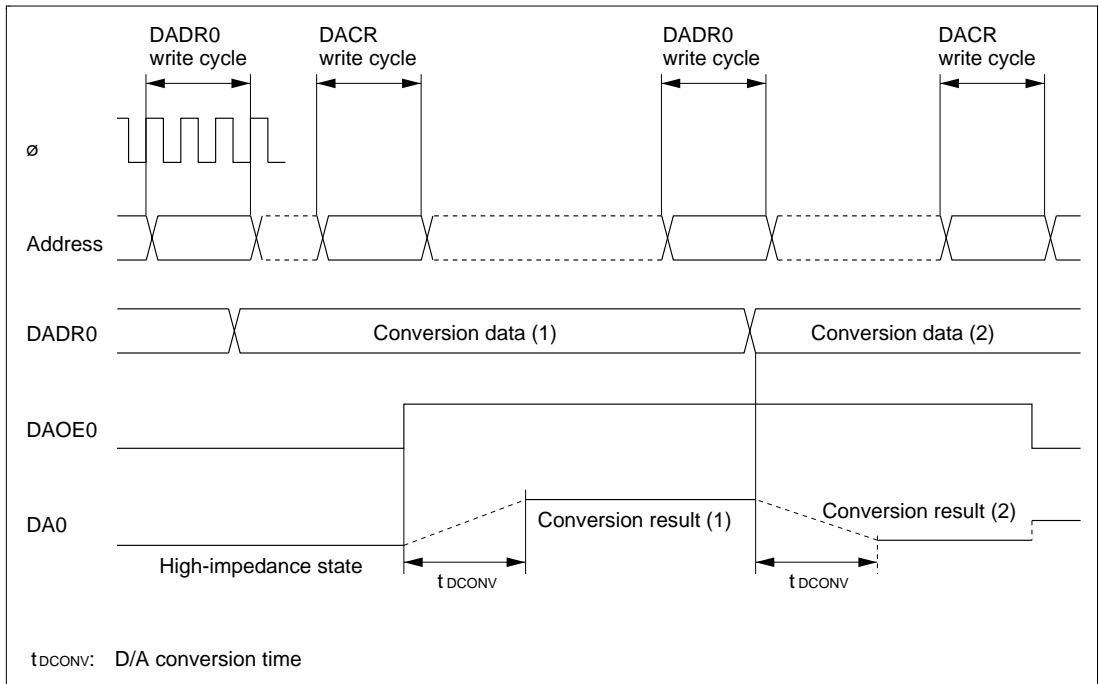 DADR0
write cycle
DACR
write cycle
DADR0
write cycle
DACR
write cycle
ø
Address
DADR0
Conversion data (1)
Conversion data (2)
DAOE0
DA0
Conversion result (1)
Conversion result (2)
High-impedance state
tDCONV
tDCONV
tDCONV: D/A conversion time